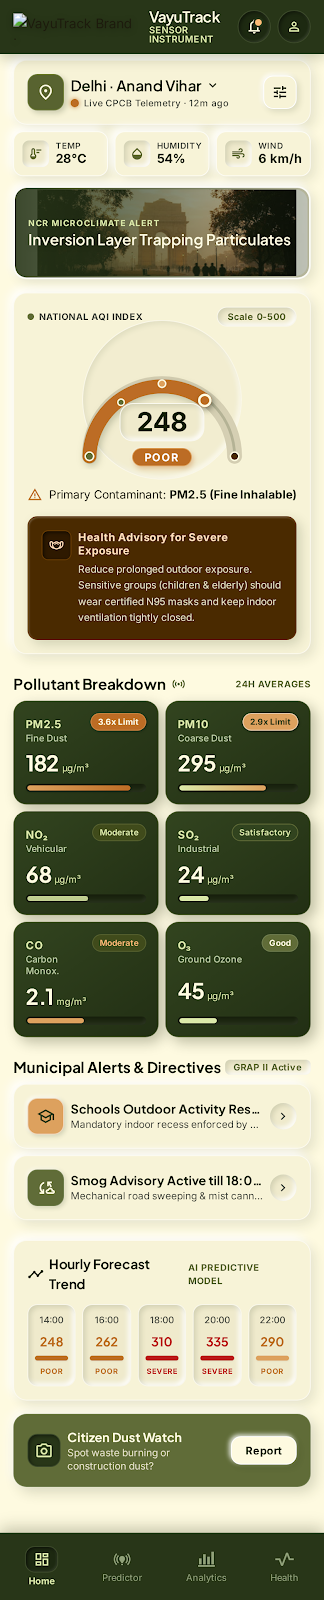 VayuTrack Brand
VayuTrack
SENSOR
INSTRUMENT
Delhi · Anand Vihar
Live CPCB Telemetry · 12m ago
TEMP
28°C
HUMIDITY
54%
WIND
6 km/h
NCR MICROCLIMATE ALERT
Inversion Layer Trapping Particulates
NATIONAL AQI INDEX
Scale 0-500
248
POOR
Primary Contaminant: PM2.5 (Fine Inhalable)
Health Advisory for Severe
Exposure
Reduce prolonged outdoor exposure.
Sensitive groups (children & elderly) should
wear certified N95 masks and keep indoor
ventilation tightly closed.
Pollutant Breakdown
24H AVERAGES
PM2.5
3.6x Limit
Fine Dust
182 µg/m³
PM10
2.9x Limit
Coarse Dust
295 µg/m³
NO₂
Moderate
Vehicular
68 µg/m³
SO₂
Satisfactory
Industrial
24 µg/m³
CO
Moderate
Carbon
Monox.
2.1 mg/m³
O₃
Good
Ground Ozone
45 µg/m³
Municipal Alerts & Directives
GRAP II Active
Schools Outdoor Activity Res...
Mandatory indoor recess enforced by ...
Smog Advisory Active till 18:0...
Mechanical road sweeping & mist cann...
Hourly Forecast
Trend
AI PREDICTIVE
MODEL
14:00
248
POOR
16:00
262
POOR
18:00
310
SEVERE
20:00
335
SEVERE
22:00
290
POOR
Citizen Dust Watch
Spot waste burning or
construction dust?
Report
Home
Predictor
Analytics
Health